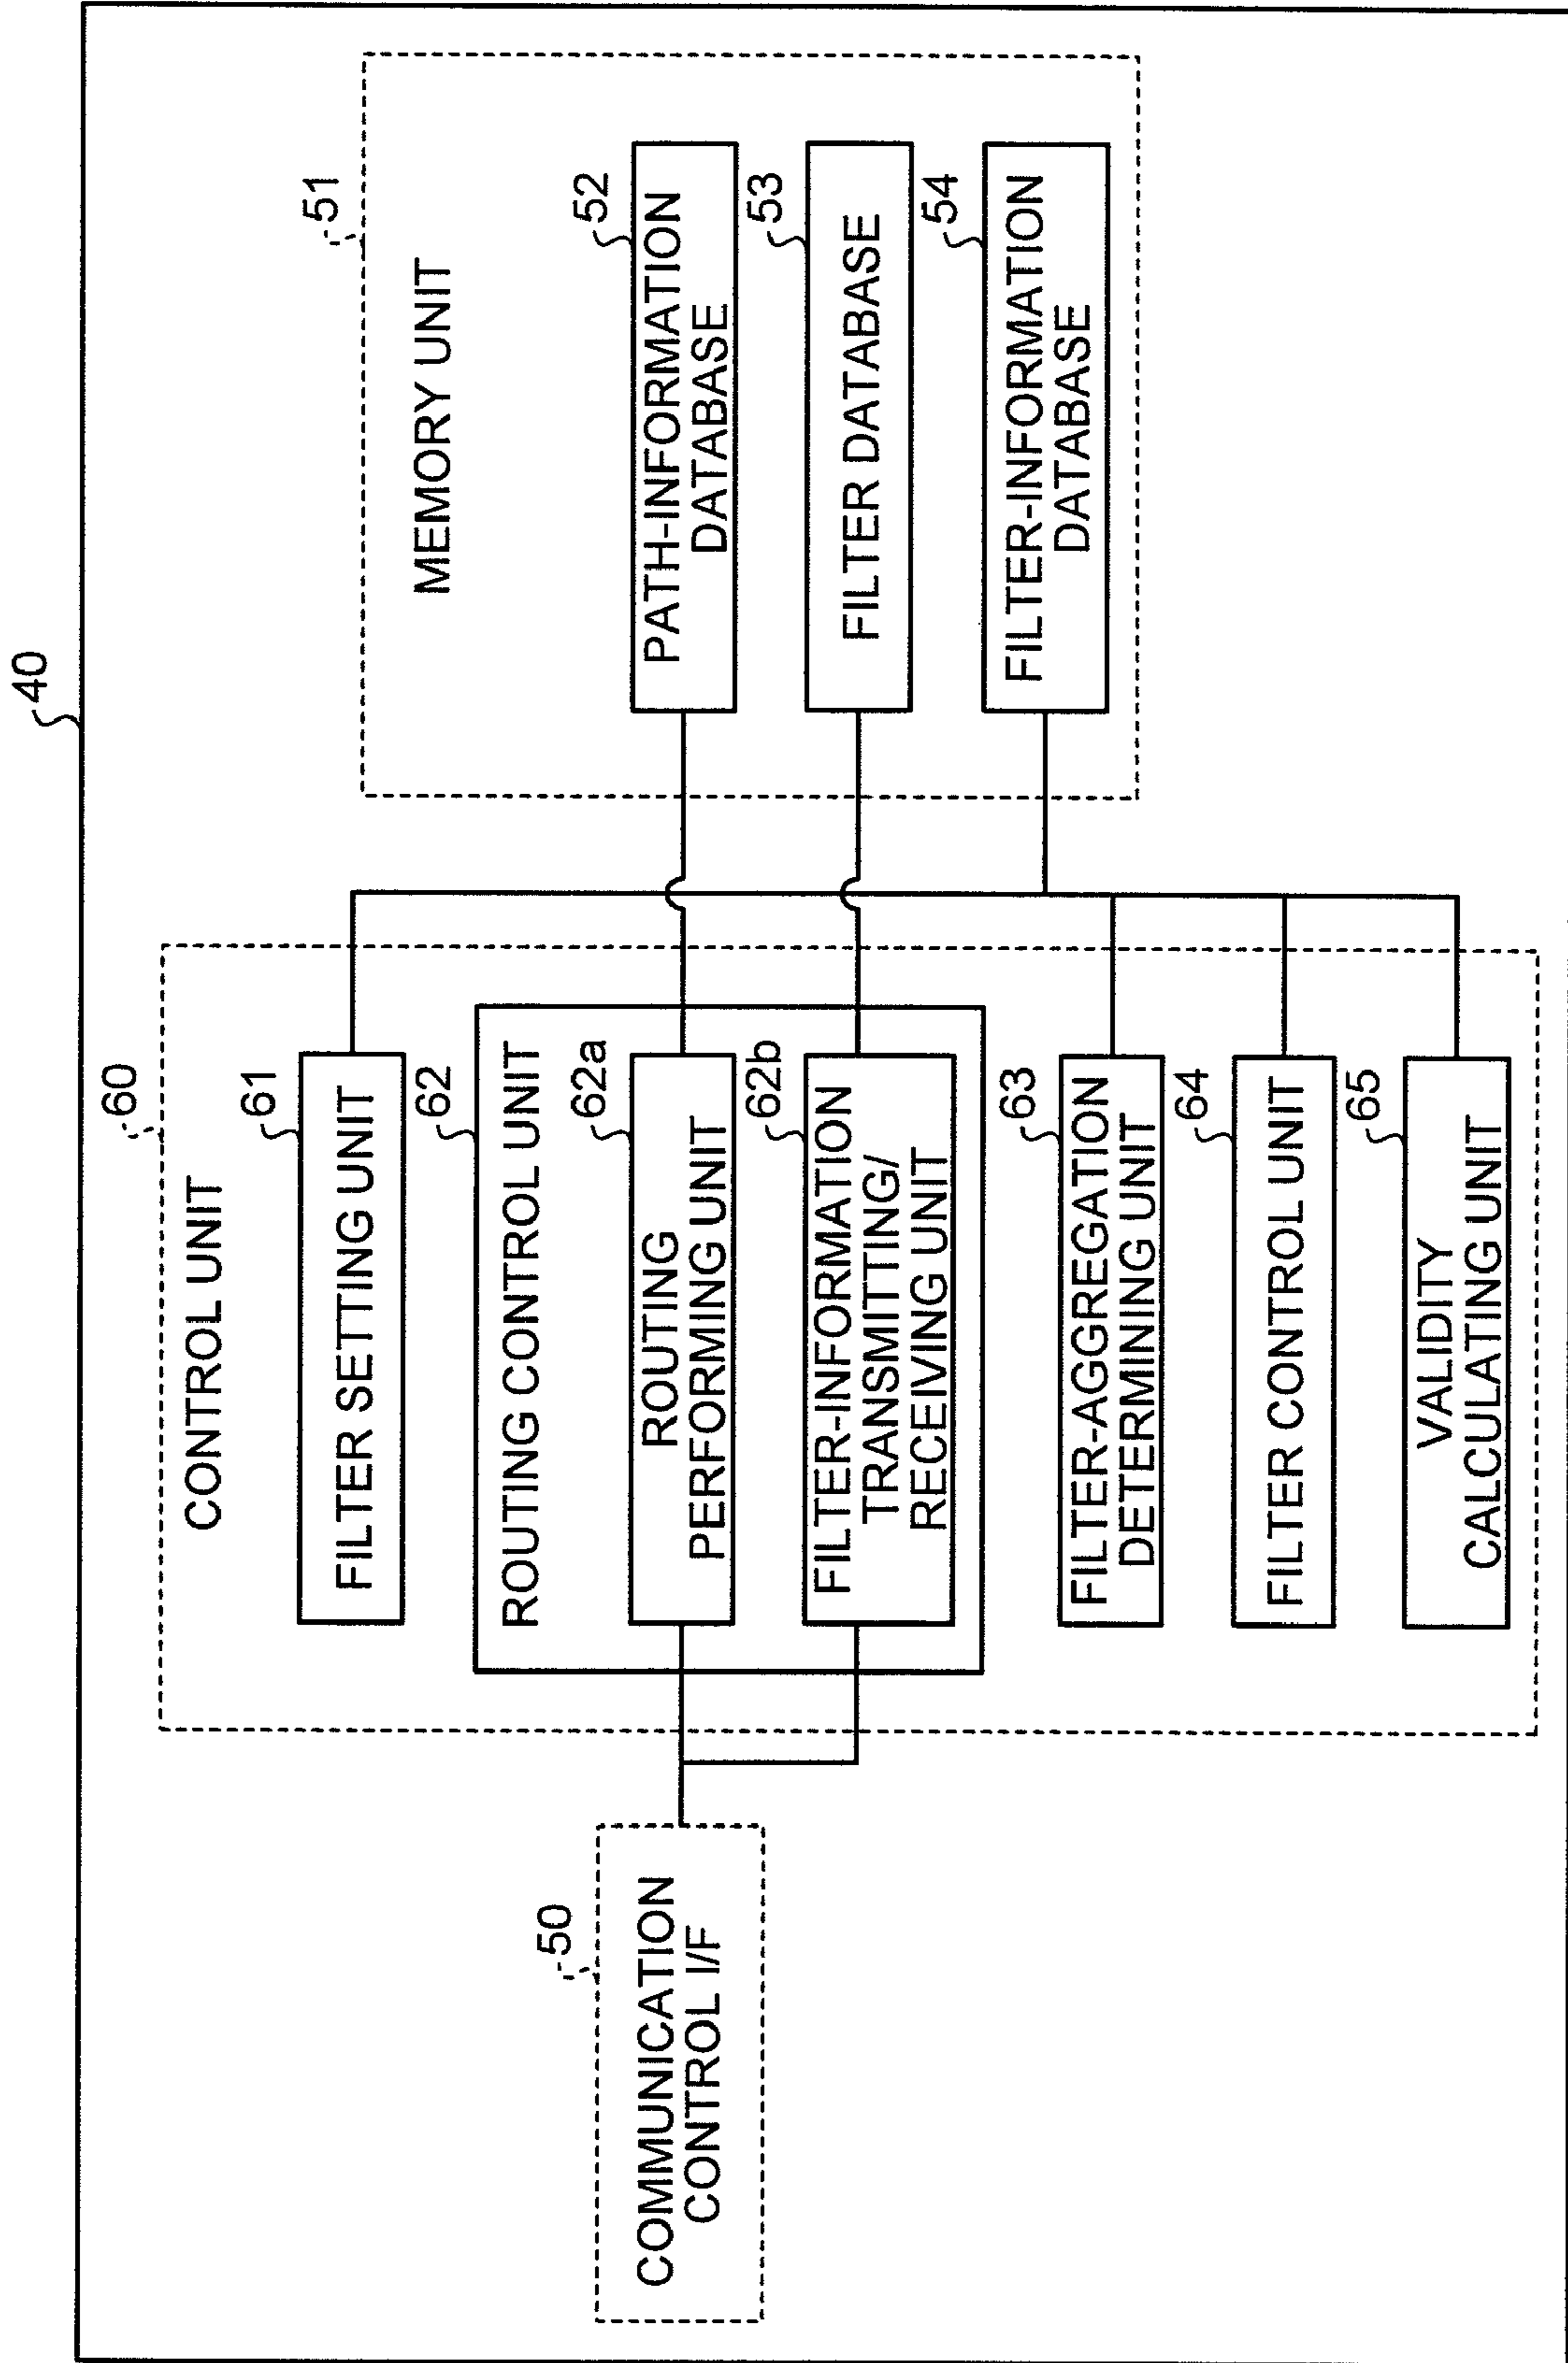 40
50
COMMUNICATION
CONTROL I/F
60
CONTROL UNIT
61
FILTER SETTING UNIT
62
ROUTING CONTROL UNIT
62a
ROUTING
PERFORMING UNIT
62b
FILTER-INFORMATION
TRANSMITTING/
RECEIVING UNIT
63
FILTER-AGGREGATION
DETERMINING UNIT
64
FILTER CONTROL UNIT
65
VALIDITY
CALCULATING UNIT
51
MEMORY UNIT
52
PATH-INFORMATION
DATABASE
53
FILTER DATABASE
54
FILTER-INFORMATION
DATABASE